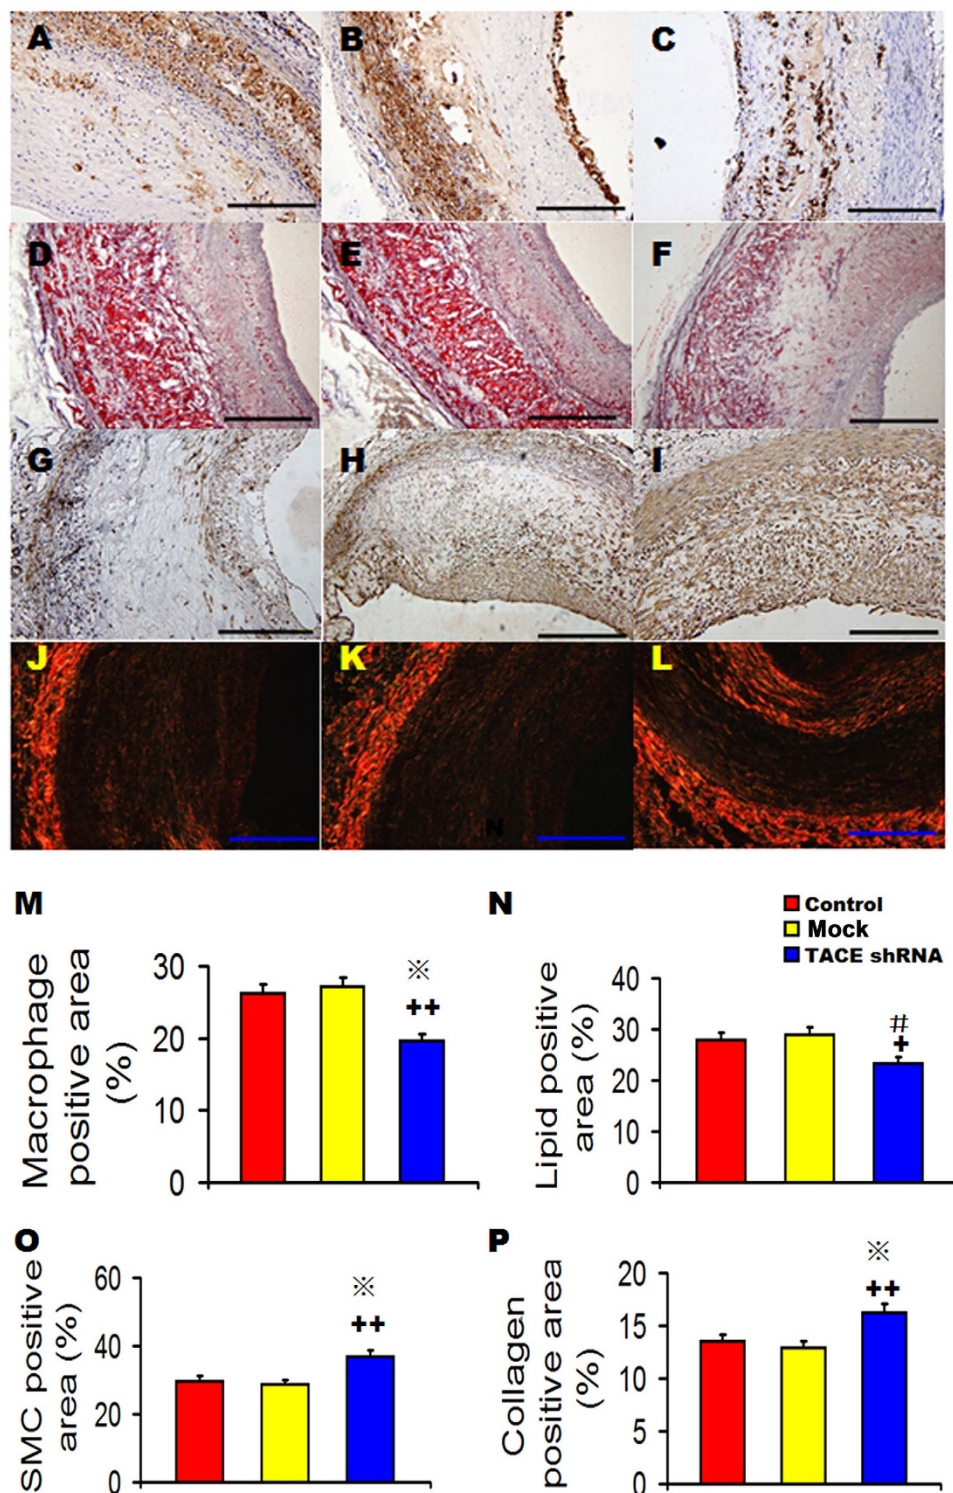 A B C
D E F
G H I
J K L
N
M N
Control
Mock
TACE shRNA
Macrophage
positive area
(%)
30
20
10
0
※
++
Lipid positive
area (%)
40
30
20
10
0
#
+
O P
SMC positive
area (%)
60
40
20
0
※
++
Collagen
positive area
(%)
20
15
10
5
0
※
++